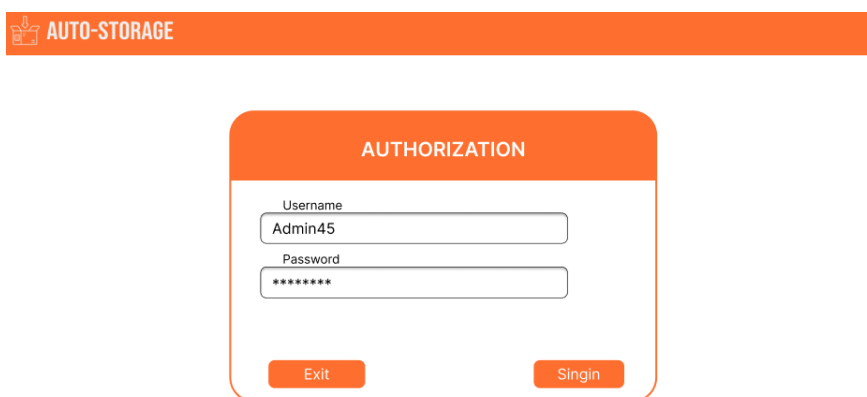 AUTO-STORAGE
AUTHORIZATION
Username
Admin45
Password
********
Exit
Singin